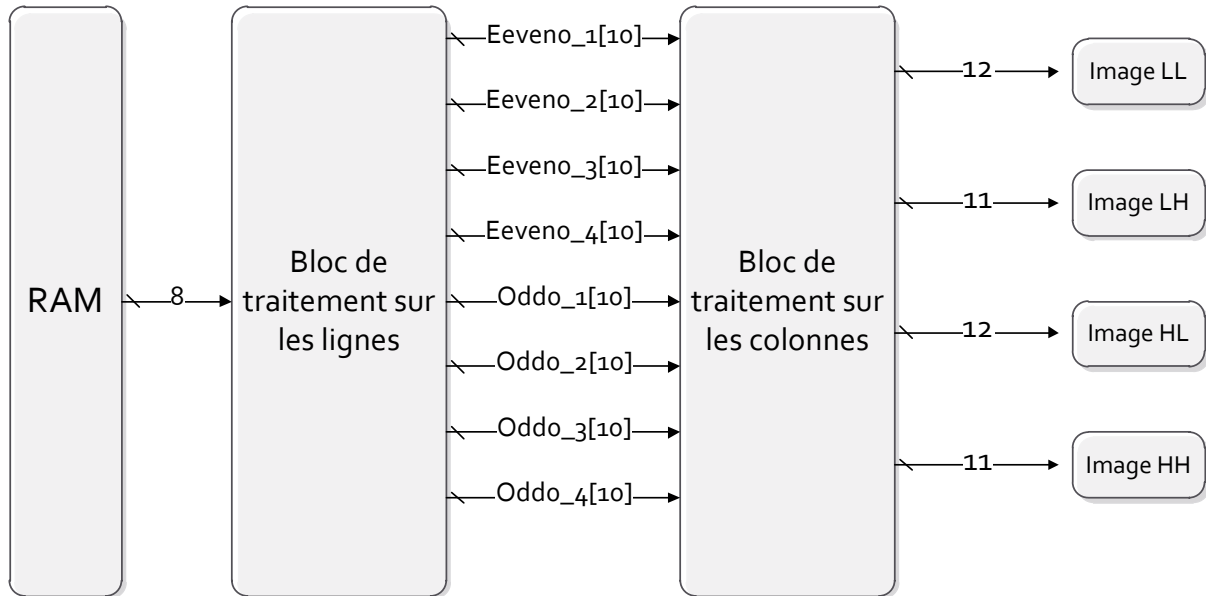 RAM
8
Bloc de
traitement sur
les lignes
Eeveno_1[10]
Eeveno_2[10]
Eeveno_3[10]
Eeveno_4[10]
Oddo_1[10]
Oddo_2[10]
Oddo_3[10]
Oddo_4[10]
Bloc de
traitement sur
les colonnes
12
Image LL
11
Image LH
12
Image HL
11
Image HH